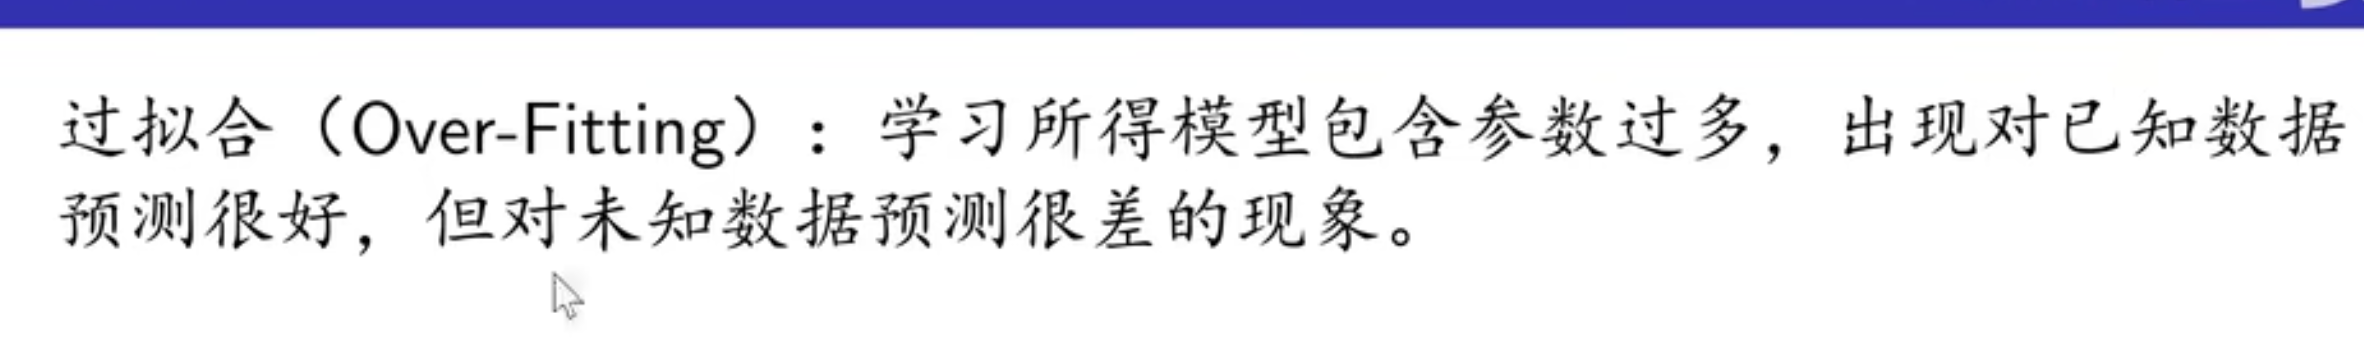 过拟合（Over-Fitting）：学习所得模型包含参数过多，出现对已知数据
预测很好，但对未知数据预测很差的现象。